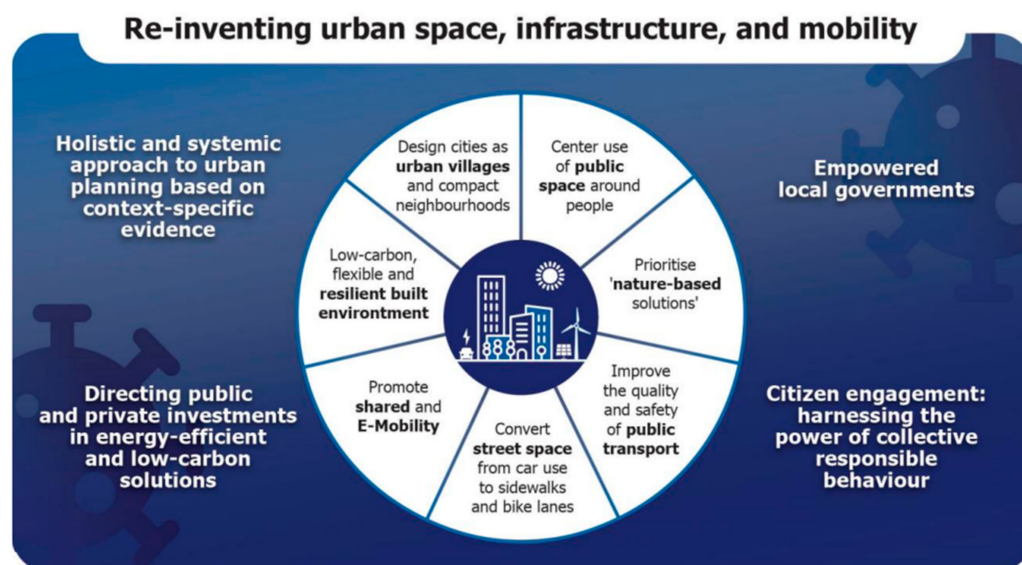 Re-inventing urban space, infrastructure, and mobility
Holistic and systemic
approach to urban
planning based on
context-specific
evidence
Design cities as
urban villages
and compact
neighbourhoods
Center use
of public
space around
people
Empowered
local governments
Low-carbon,
flexible and
resilient built
environtment
Prioritise
'nature-based
solutions'
Directing public
and private investments
in energy-efficient
and low-carbon
solutions
Promote
shared and
E-Mobility
Convert
street space
from car use
to sidewalks
and bike lanes
Improve
the quality
and safety
of public
transport
Citizen engagement:
harnessing the
power of collective
responsible
behaviour